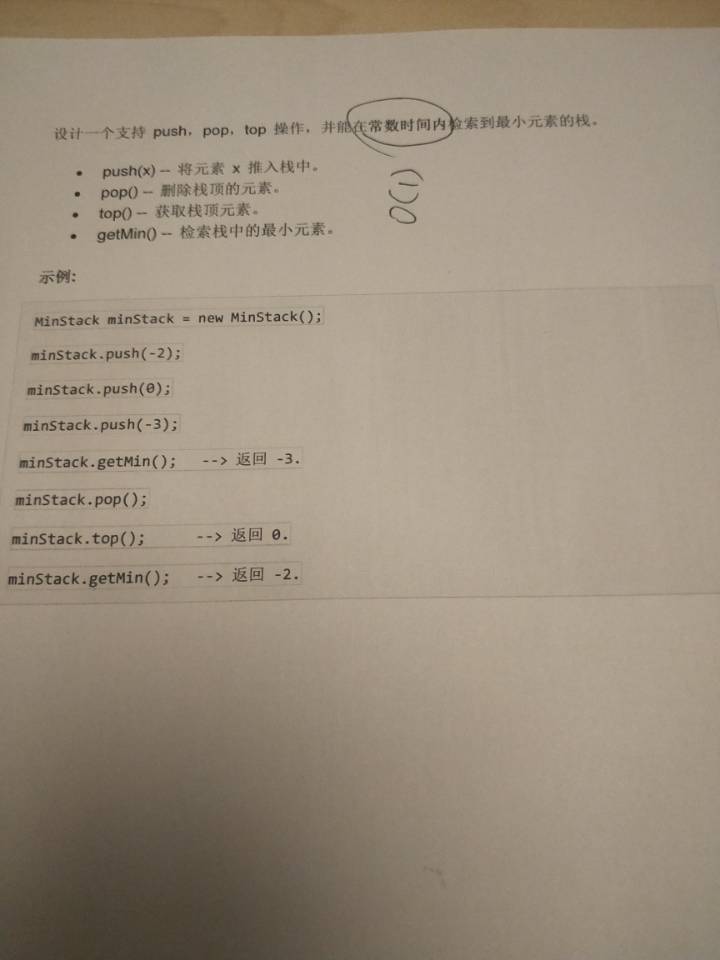 设计一个支持 push，pop，top 操作，并能在常数时间内检索到最小元素的栈。
O(1)
• push(x) -- 将元素 x 推入栈中。
• pop() -- 删除栈顶的元素。
• top() -- 获取栈顶元素。
• getMin() -- 检索栈中的最小元素。
示例:
MinStack minStack = new MinStack();
minStack.push(-2);
minStack.push(0);
minStack.push(-3);
minStack.getMin();   --> 返回 -3.
minStack.pop();
minStack.top();      --> 返回 0.
minStack.getMin();   --> 返回 -2.